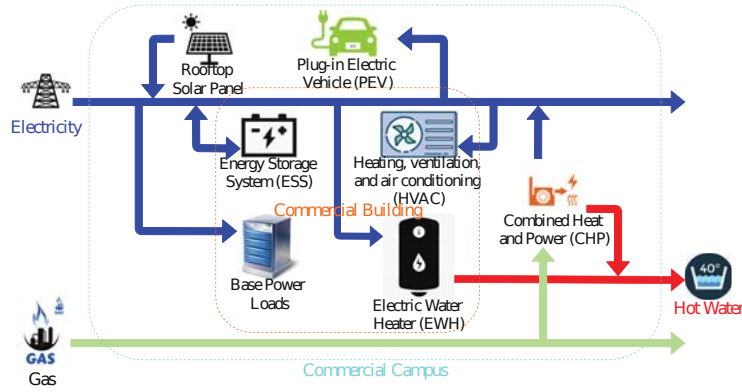 Rooftop
Solar Panel
Plug-in Electric
Vehicle (PEV)
Electricity
Energy Storage
System (ESS)
Heating, ventilation,
and air conditioning
(HVAC)
Commercial Building
Combined Heat
and Power (CHP)
Base Power
Loads
Electric Water
Heater (EWH)
40°
Hot Water
GAS
Gas
Commercial Campus